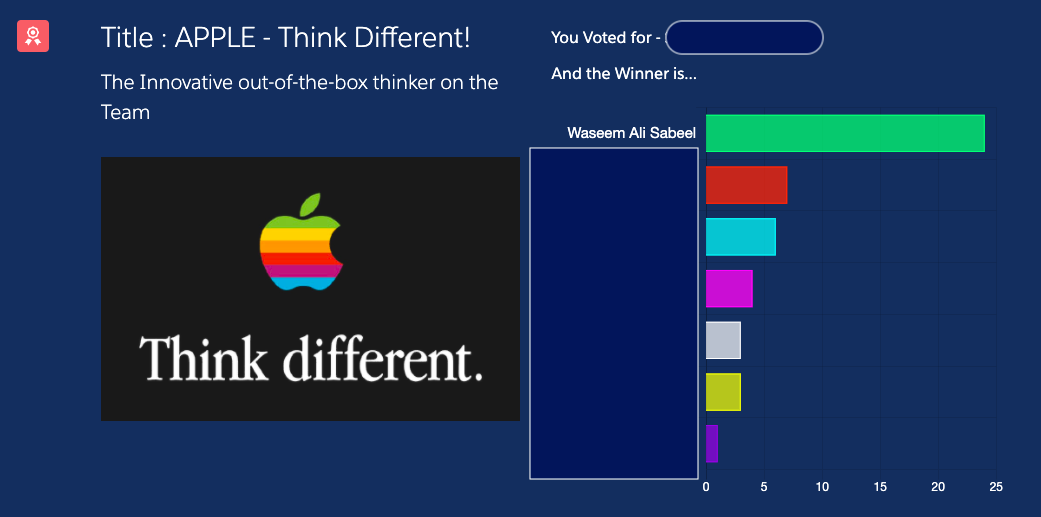 Title : APPLE - Think Different!
The Innovative out-of-the-box thinker on the
Team
Think different.
You Voted for -
And the Winner is...
Waseem Ali Sabeel
0 5 10 15 20 25